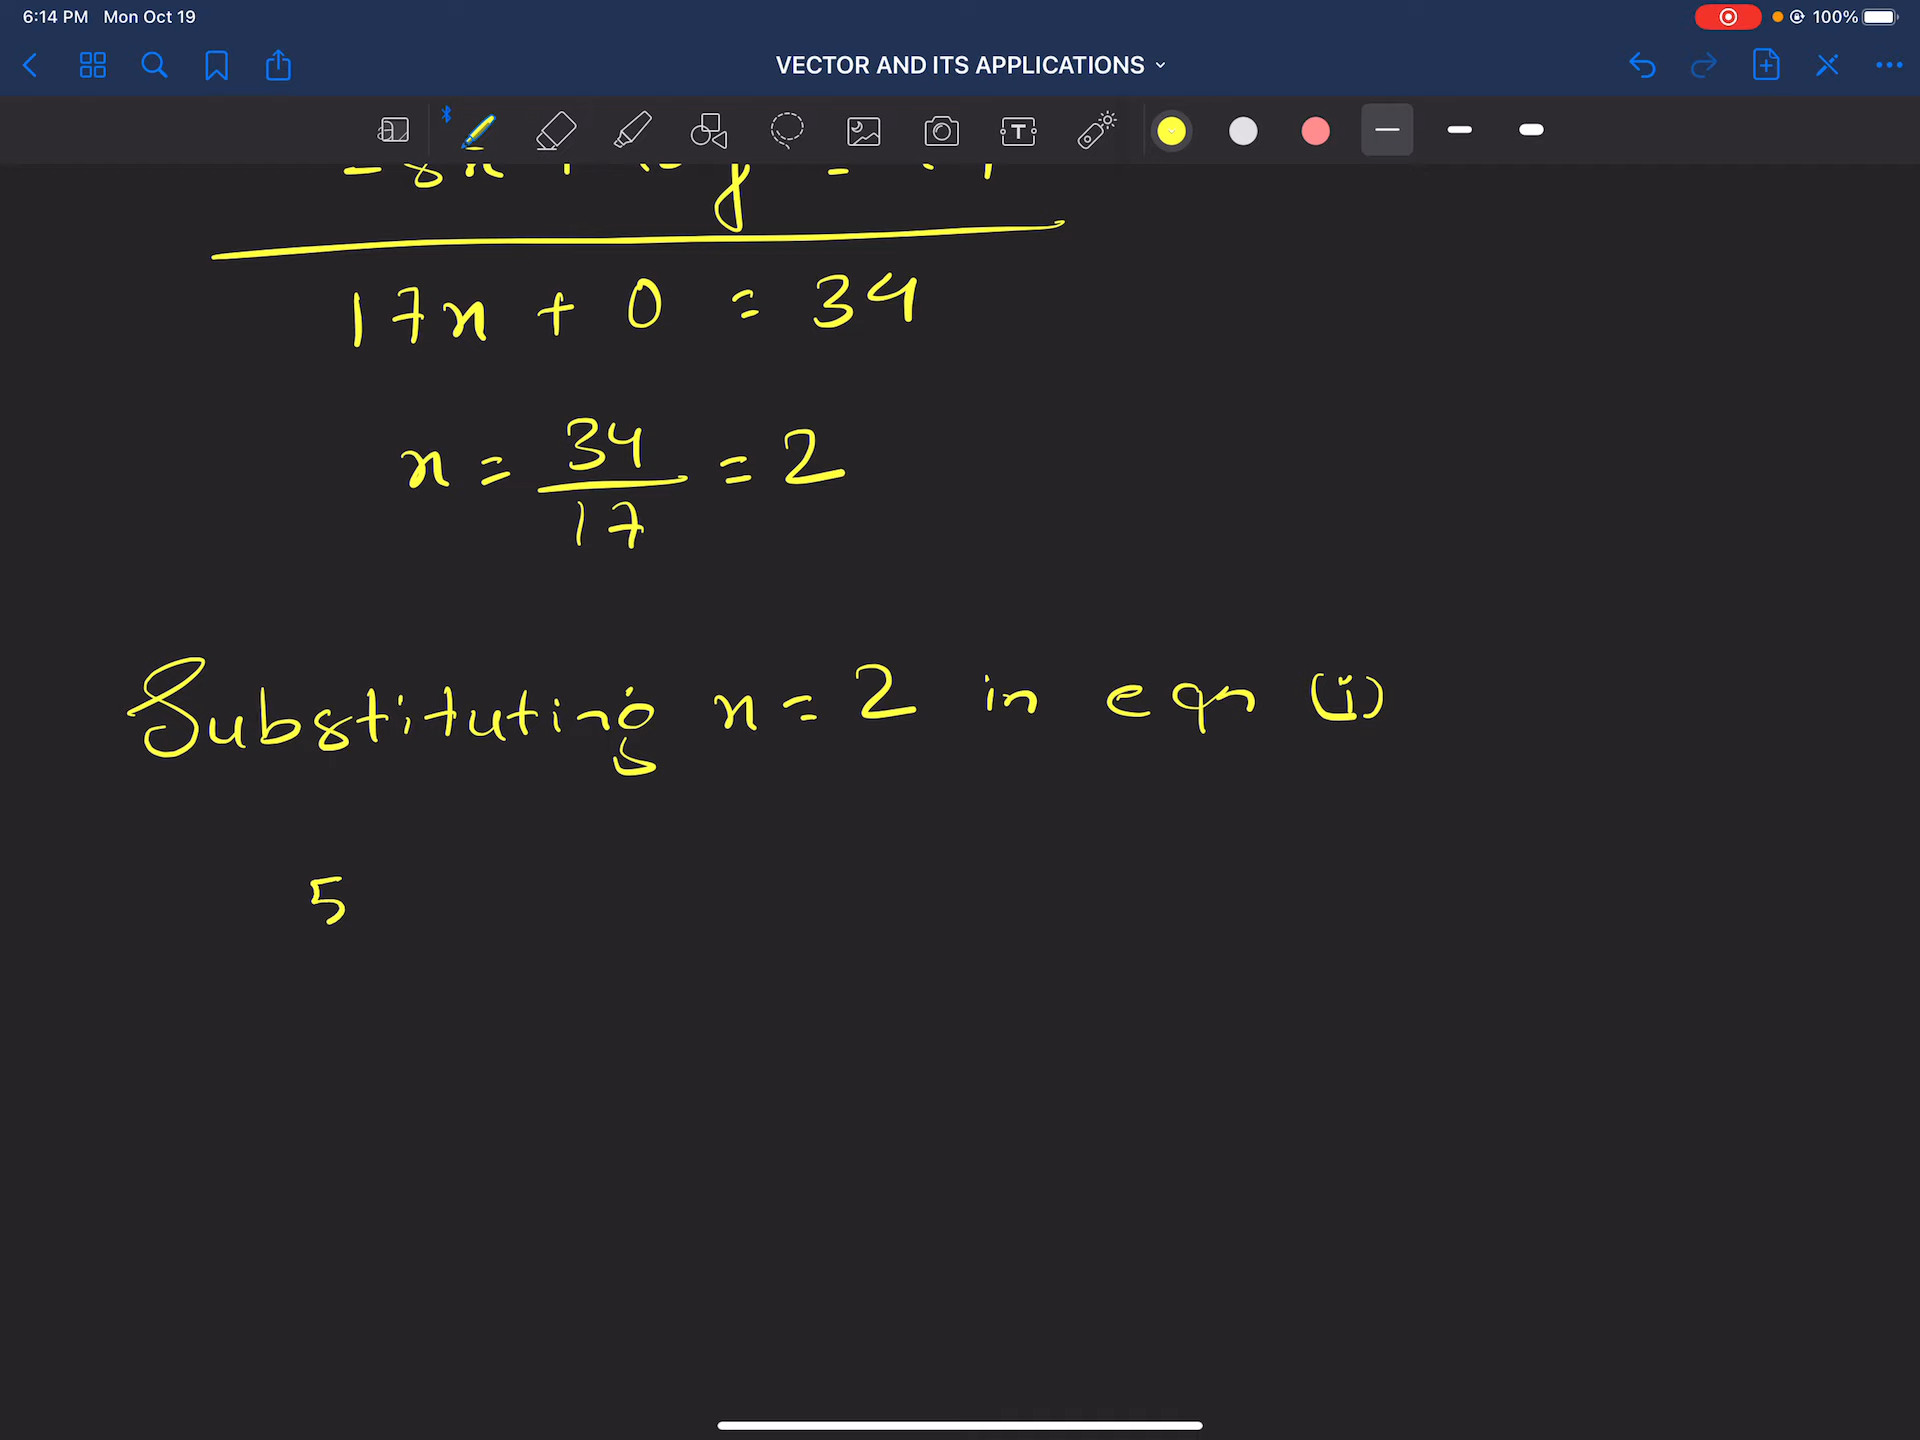 6:14 PM Mon Oct 19
100%
VECTOR AND ITS APPLICATIONS
17x + 0 = 34
x = 34/17 = 2
Substituting x = 2 in eqn (i)
5